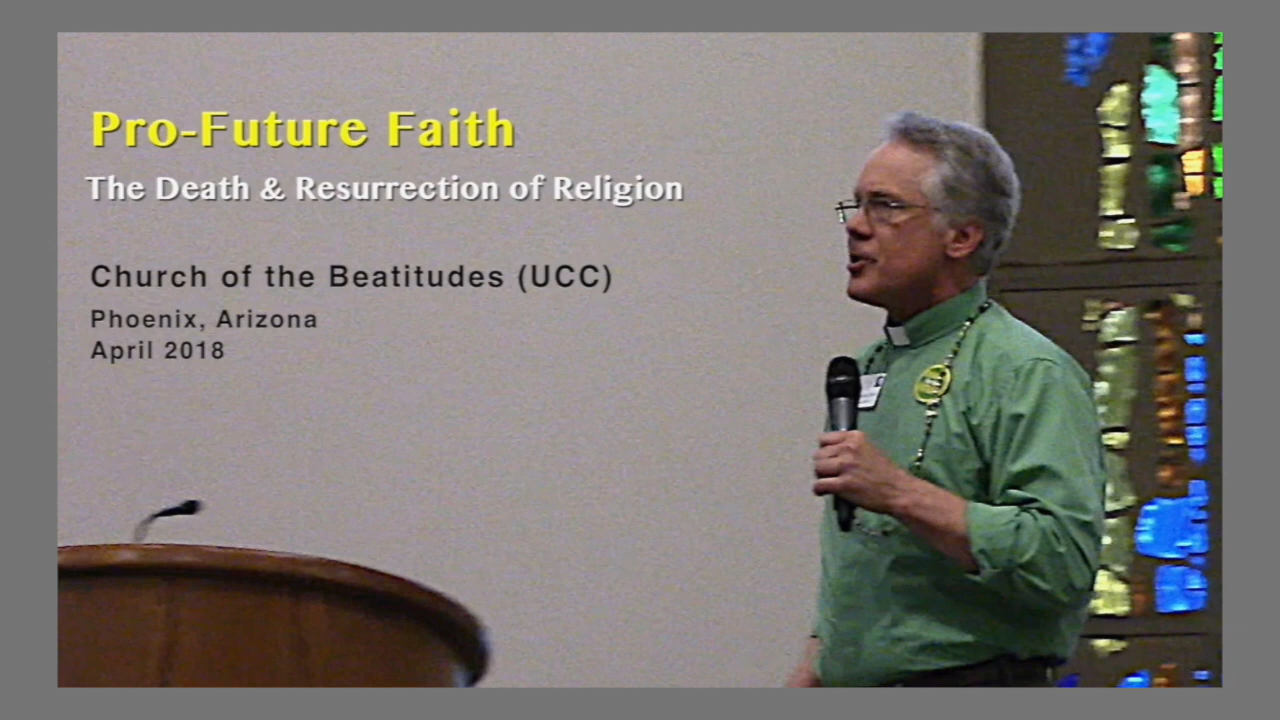 Pro-Future Faith
The Death & Resurrection of Religion
Church of the Beatitudes (UCC)
Phoenix, Arizona
April 2018